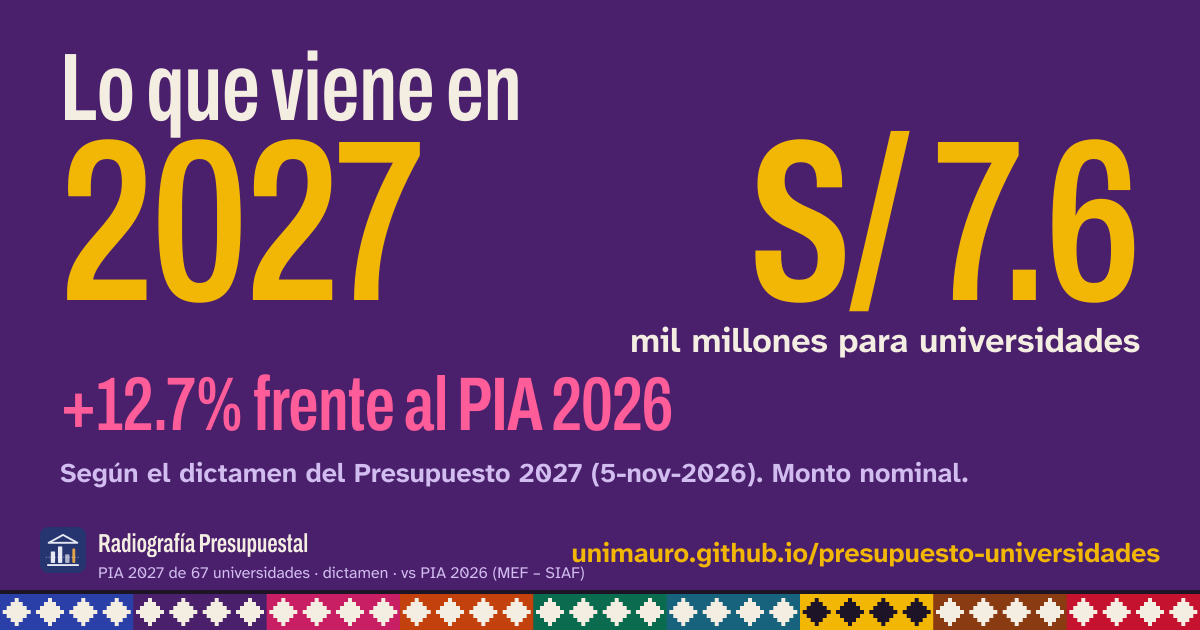 Lo que viene en
2027
S/ 7.6
mil millones para universidades
+12.7% frente al PIA 2026
Según el dictamen del Presupuesto 2027 (5-nov-2026). Monto nominal.
Radiografía Presupuestal
PIA 2027 de 67 universidades · dictamen · vs PIA 2026 (MEF – SIAF)
unimauro.github.io/presupuesto-universidades